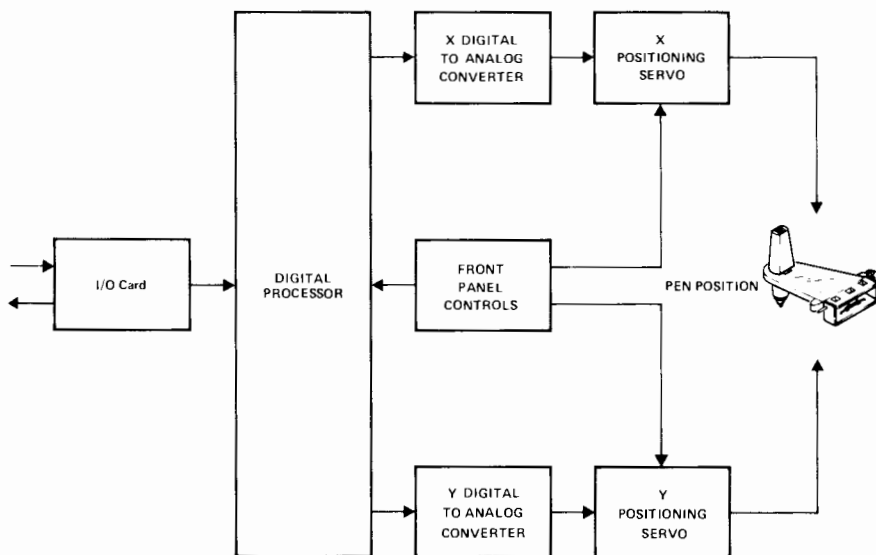 X DIGITAL
TO ANALOG
CONVERTER
X
POSITIONING
SERVO
I/O Card
DIGITAL
PROCESSOR
FRONT
PANEL
CONTROLS
PEN POSITION
Y DIGITAL
TO ANALOG
CONVERTER
Y
POSITIONING
SERVO